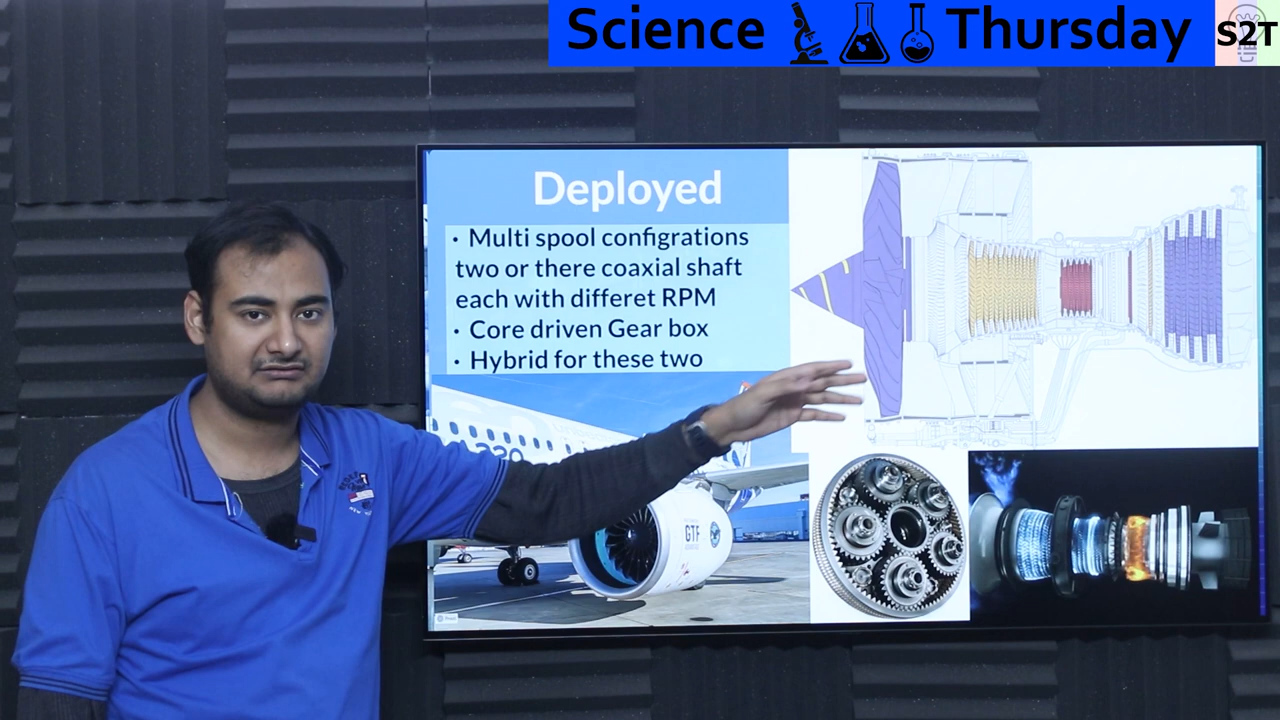 Science Thursday
S2T
Deployed
• Multi spool configrations
two or there coaxial shaft
each with differet RPM
• Core driven Gear box
• Hybrid for these two
GTF